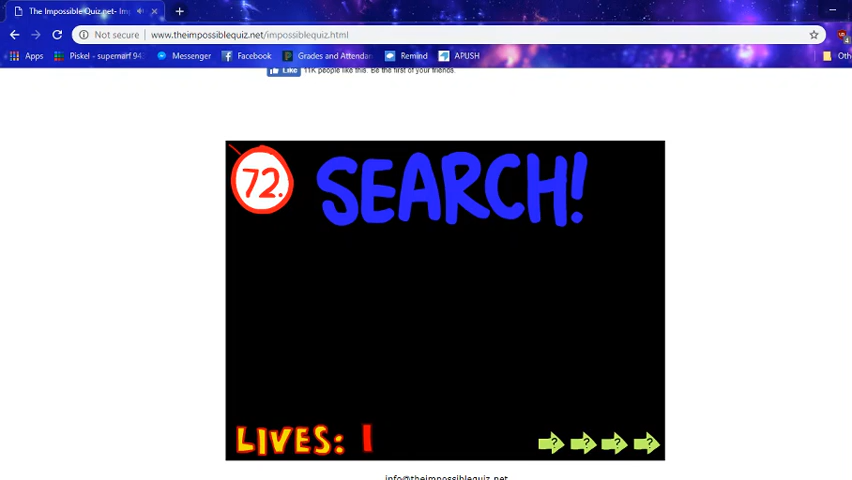 The Impossible Quiz.net- Im
Not secure
www.theimpossiblequiz.net/impossiblequiz.html
Apps
Piskel - supernarf 94
Messenger
Facebook
Grades and Attendan
Remind
APUSH
Oth
Like
11K people like this. Be the first of your friends.
72.
SEARCH!
LIVES: 1
? ? ? ?
info@theimpossiblequiz.net